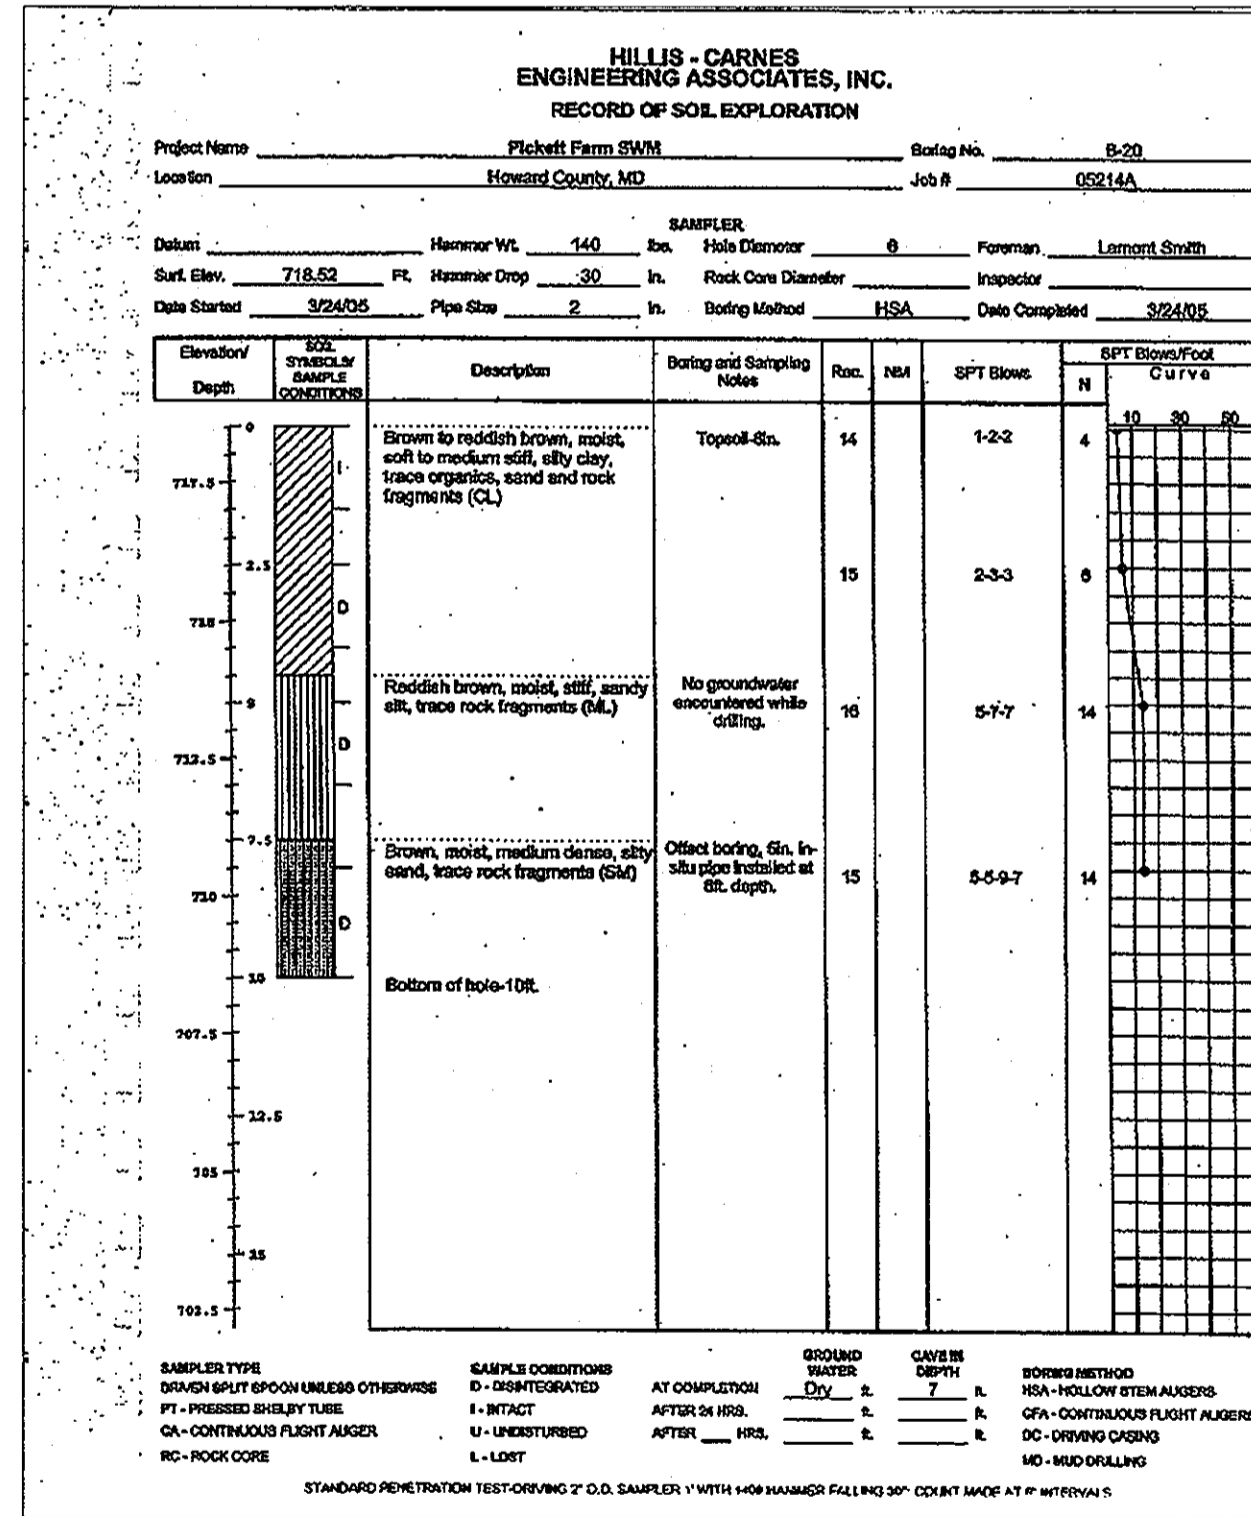 HILLIS - CARNES
ENGINEERING ASSOCIATES, INC.
RECORD OF SOIL EXPLORATION
Project Name Pickett Farm SWM Boring No. B-20
Location Howard County, MD Job # 05214A
SAMPLER
Datum Hammer Wt. 140 lbs. Hole Diameter 6 Foreman Lamont Smith
Surf. Elev. 718.52 Ft. Hammer Drop 30 in. Rock Core Diameter Inspector
Date Started 3/24/05 Pipe Size 2 in. Boring Method HSA Date Completed 3/24/05
Elevation/ Depth
SOIL SYMBOLS/ SAMPLE CONDITIONS
Description
Boring and Sampling Notes
Rec. NM SPT Blows
SPT Blows/Foot
N Curve
10 30 50
0
Brown to reddish brown, moist, Topsoil-6in. 14 1-2-2 4
soft to medium stiff, silty clay,
I
trace organics, sand and rock
717.5
fragments (CL)
2.5
15 2-3-3 6
D
715
Reddish brown, moist, stiff, sandy
silt, trace rock fragments (ML)
No groundwater
encountered while
drilling.
5
16 5-7-7 14
D
712.5
7.5
Brown, moist, medium dense, silty
sand, trace rock fragments (SM)
Offset boring, 5in. in-
situ pipe installed at
8ft. depth.
15 5-5-9-7 14
710
D
10
Bottom of hole-10ft.
707.5
12.5
705
15
702.5
SAMPLER TYPE
DRIVEN SPLIT SPOON UNLESS OTHERWISE
PT - PRESSED SHELBY TUBE
CA - CONTINUOUS FLIGHT AUGER
RC - ROCK CORE
SAMPLE CONDITIONS
D - DISINTEGRATED
I - INTACT
U - UNDISTURBED
L - LOST
GROUND WATER
CAVE IN DEPTH
AT COMPLETION Dry ft. 7 ft.
AFTER 24 HRS. ft. ft.
AFTER HRS. ft. ft.
BORING METHOD
HSA - HOLLOW STEM AUGERS
CFA - CONTINUOUS FLIGHT AUGERS
DC - DRIVING CASING
MD - MUD DRILLING
STANDARD PENETRATION TEST-DRIVING 2" O.D. SAMPLER 1' WITH 140# HAMMER FALLING 30": COUNT MADE AT 6" INTERVALS